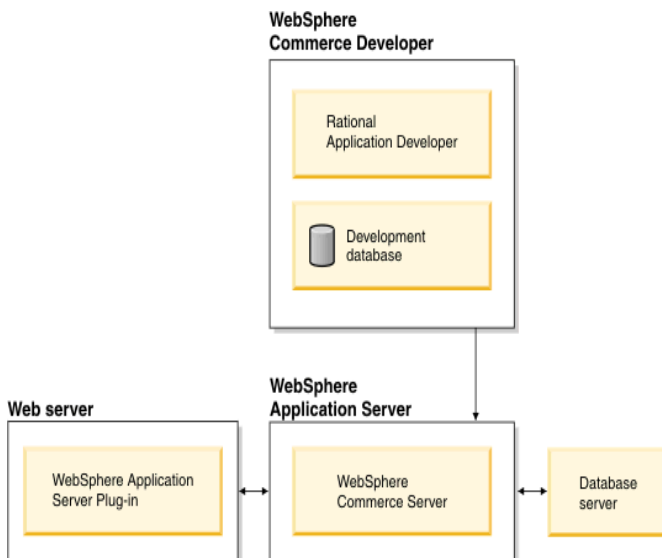 WebSphere
Commerce Developer
Rational
Application Developer
Development
database
Web server
WebSphere
Application Server
WebSphere Application
Server Plug-in
WebSphere
Commerce Server
Database
server